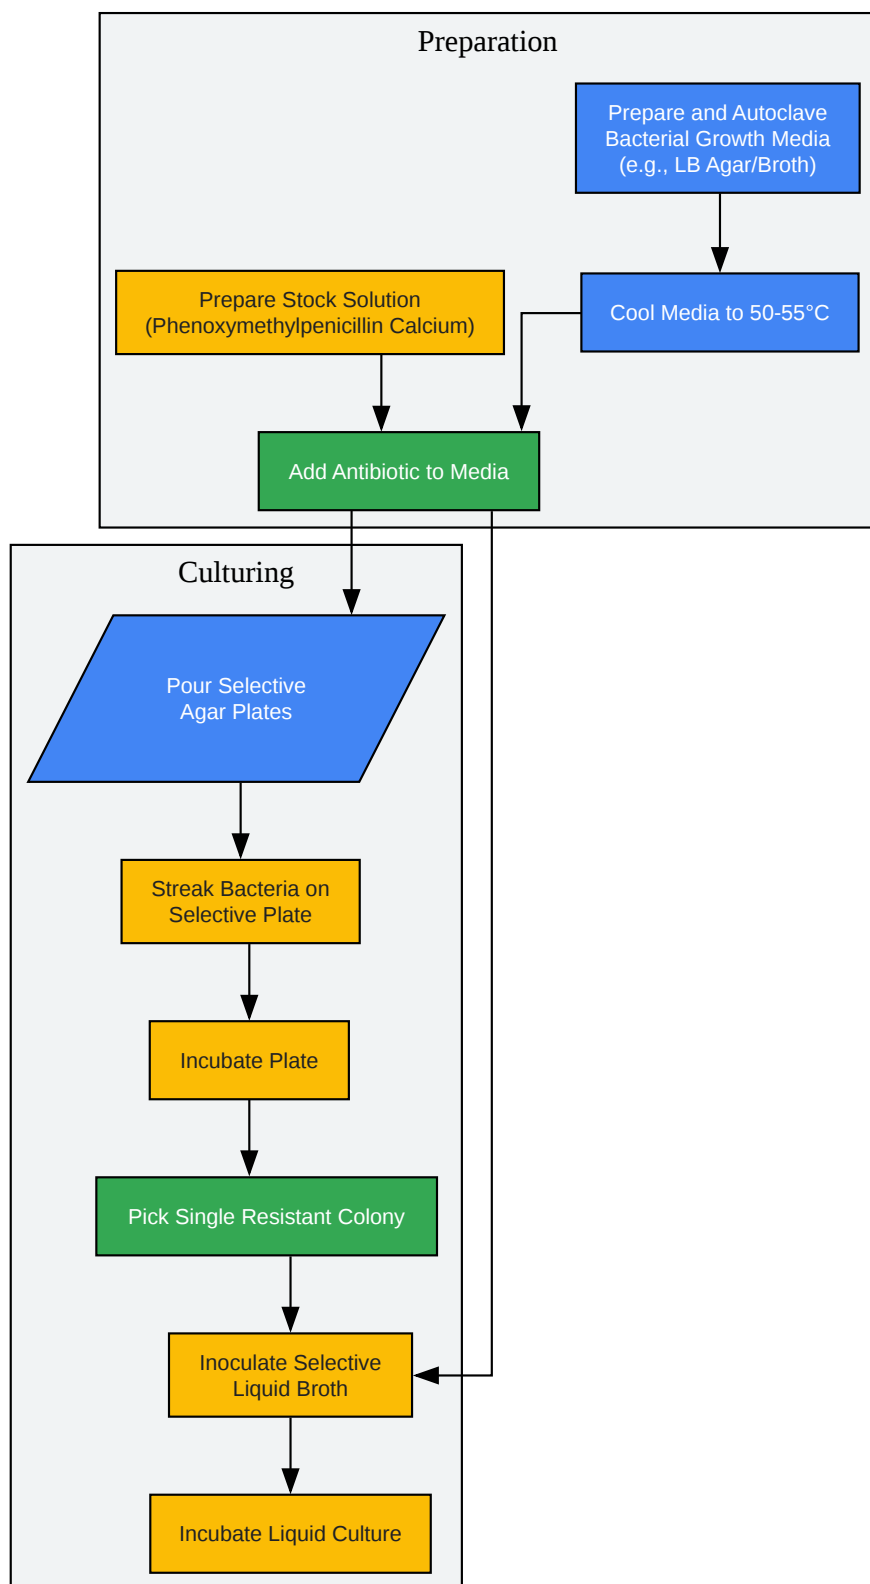 Preparation
Prepare and Autoclave
Bacterial Growth Media
(e.g., LB Agar/Broth)
Prepare Stock Solution
(Phenoxymethylpenicillin Calcium)
Cool Media to 50-55°C
Add Antibiotic to Media
Culturing
Pour Selective
Agar Plates
Streak Bacteria on
Selective Plate
Incubate Plate
Pick Single Resistant Colony
Inoculate Selective
Liquid Broth
Incubate Liquid Culture